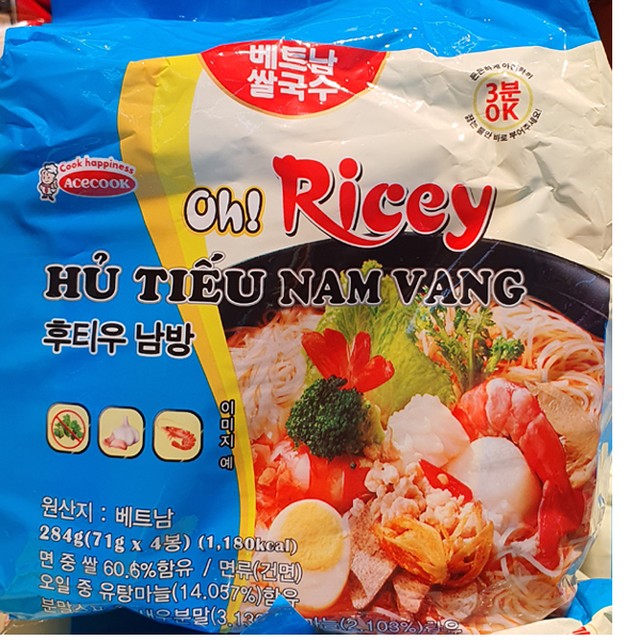 베트남
쌀국수
3분
OK
Cook happiness
ACECOOK
Oh! Ricey
HỦ TIẾU NAM VANG
후티우 남방
이미지 예
원산지 : 베트남
284g(71g x 4봉) (1,180kcal)
면 중 쌀 60.6%함유 / 면류(건면)
오일 중 유탕마늘(14.057%)함유